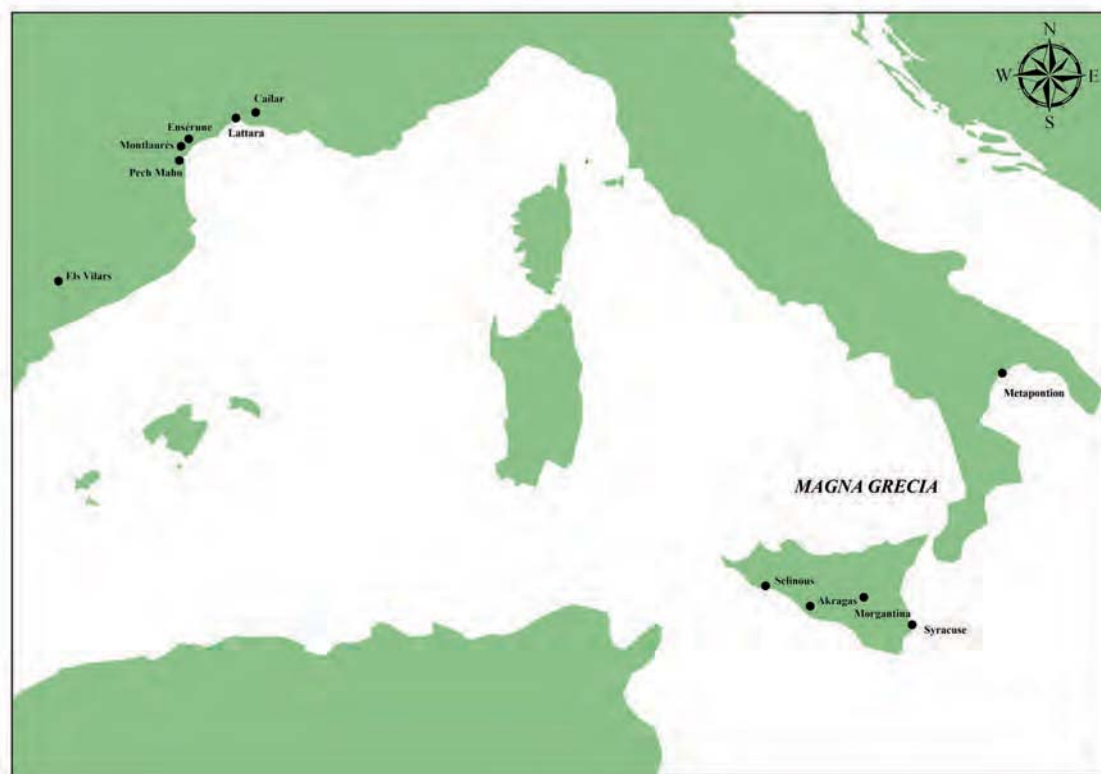 N
W E
S
Cailar
Lattara
Ensérune
Montlaurès
Pech Maho
Els Vilars
Metapontion
MAGNA GRECIA
Selinous
Akragas
Morgantina
Syracuse